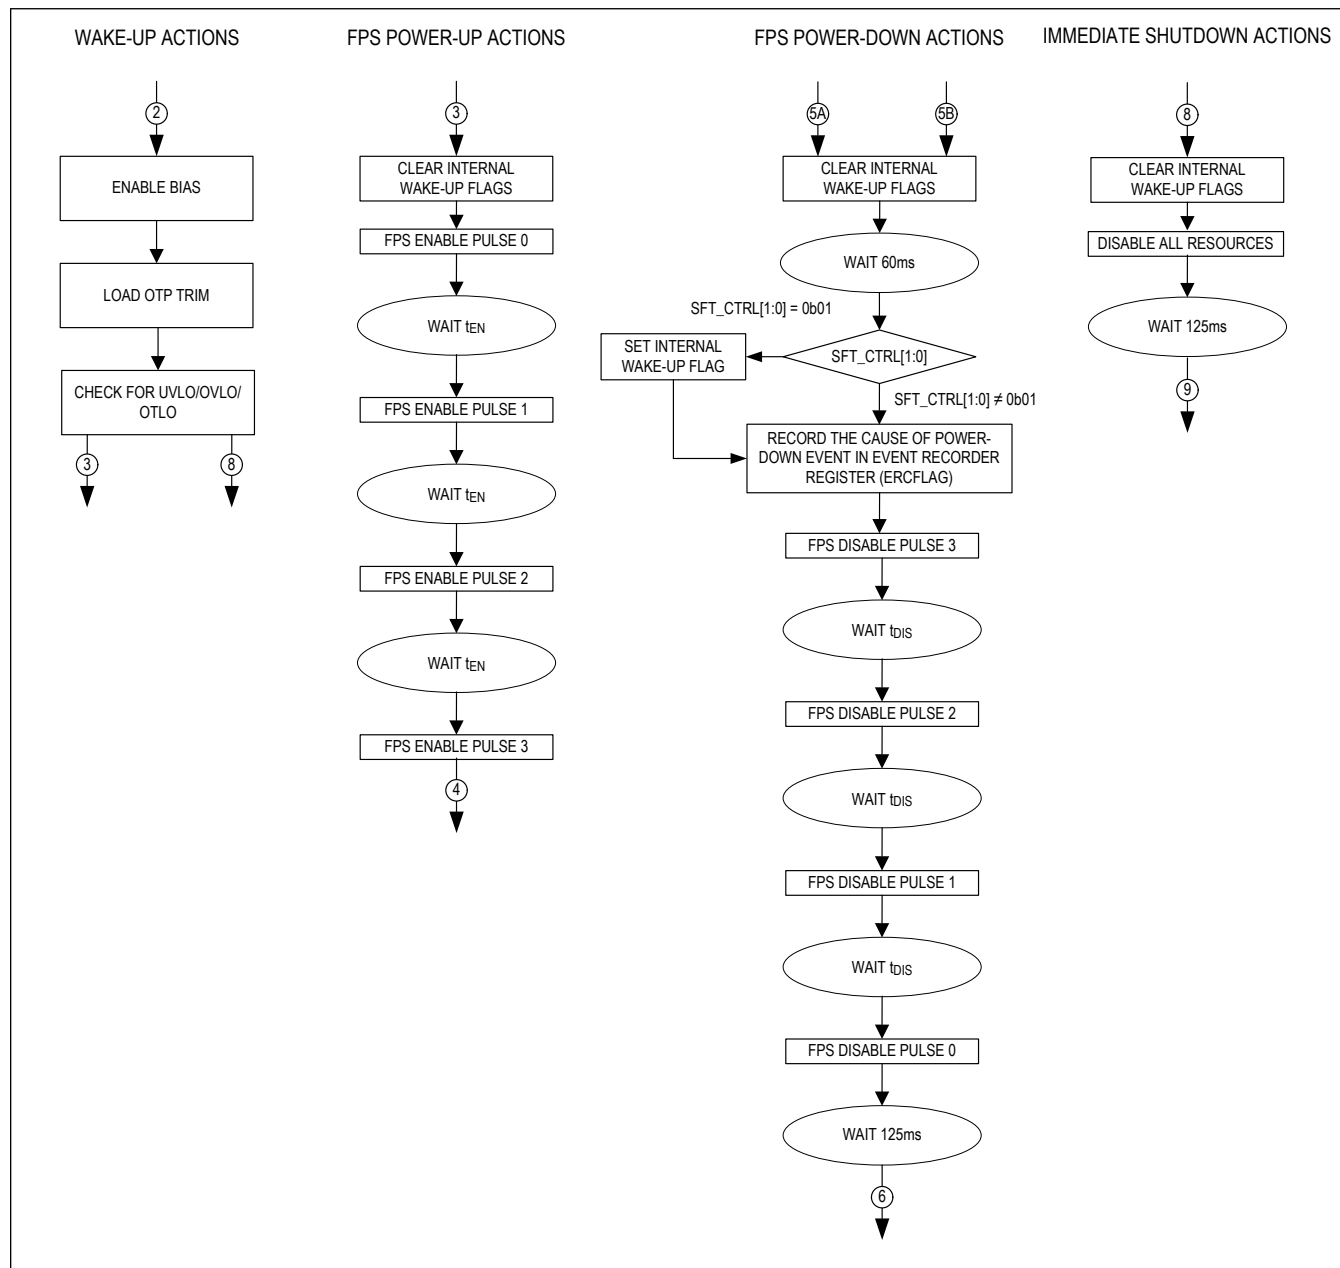 WAKE-UP ACTIONS
2
ENABLE BIAS
LOAD OTP TRIM
CHECK FOR UVLO/OVLO/
OTLO
3
8
FPS POWER-UP ACTIONS
3
CLEAR INTERNAL
WAKE-UP FLAGS
FPS ENABLE PULSE 0
WAIT tEN
FPS ENABLE PULSE 1
WAIT tEN
FPS ENABLE PULSE 2
WAIT tEN
FPS ENABLE PULSE 3
4
FPS POWER-DOWN ACTIONS
5A
5B
CLEAR INTERNAL
WAKE-UP FLAGS
WAIT 60ms
SFT_CTRL[1:0] = 0b01
SFT_CTRL[1:0]
SET INTERNAL
WAKE-UP FLAG
SFT_CTRL[1:0] ≠ 0b01
RECORD THE CAUSE OF POWER-
DOWN EVENT IN EVENT RECORDER
REGISTER (ERCFLAG)
FPS DISABLE PULSE 3
WAIT tDIS
FPS DISABLE PULSE 2
WAIT tDIS
FPS DISABLE PULSE 1
WAIT tDIS
FPS DISABLE PULSE 0
WAIT 125ms
6
IMMEDIATE SHUTDOWN ACTIONS
8
CLEAR INTERNAL
WAKE-UP FLAGS
DISABLE ALL RESOURCES
WAIT 125ms
9